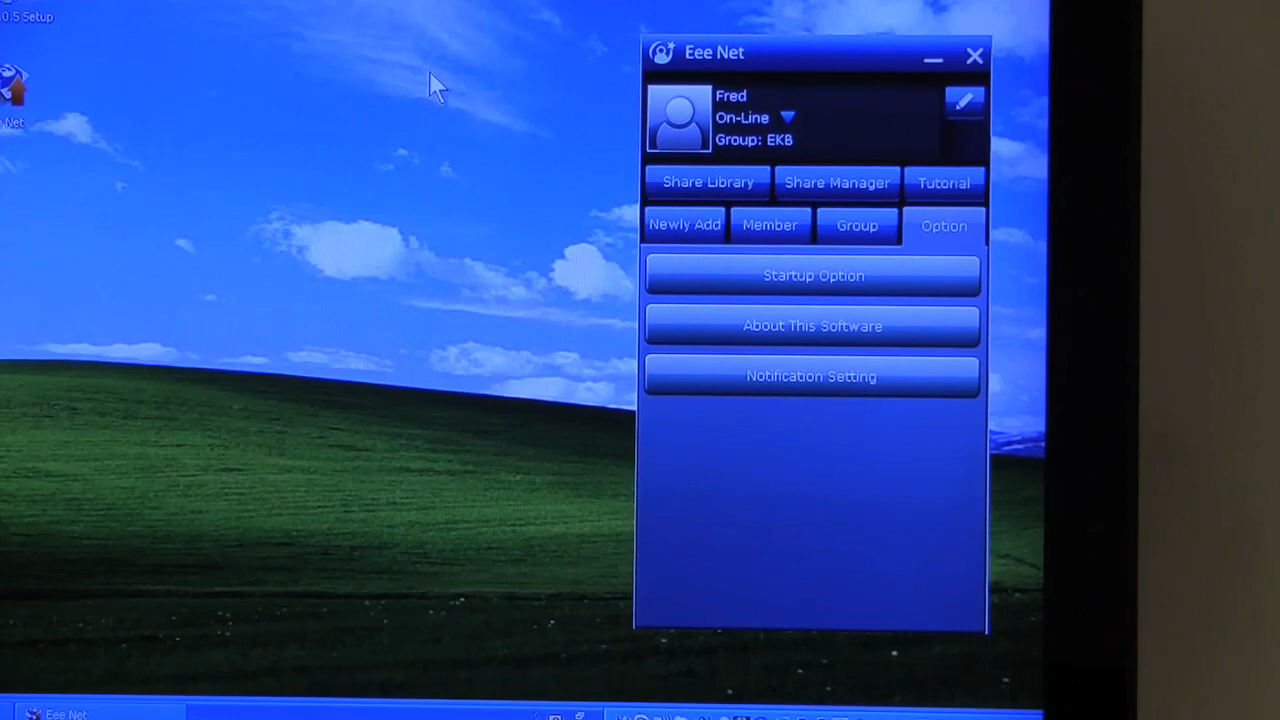 0.5 Setup
Net
Eee Net
Fred
On-Line
Group: EKB
Share Library
Share Manager
Tutorial
Newly Add
Member
Group
Option
Startup Option
About This Software
Notification Setting
Eee Net